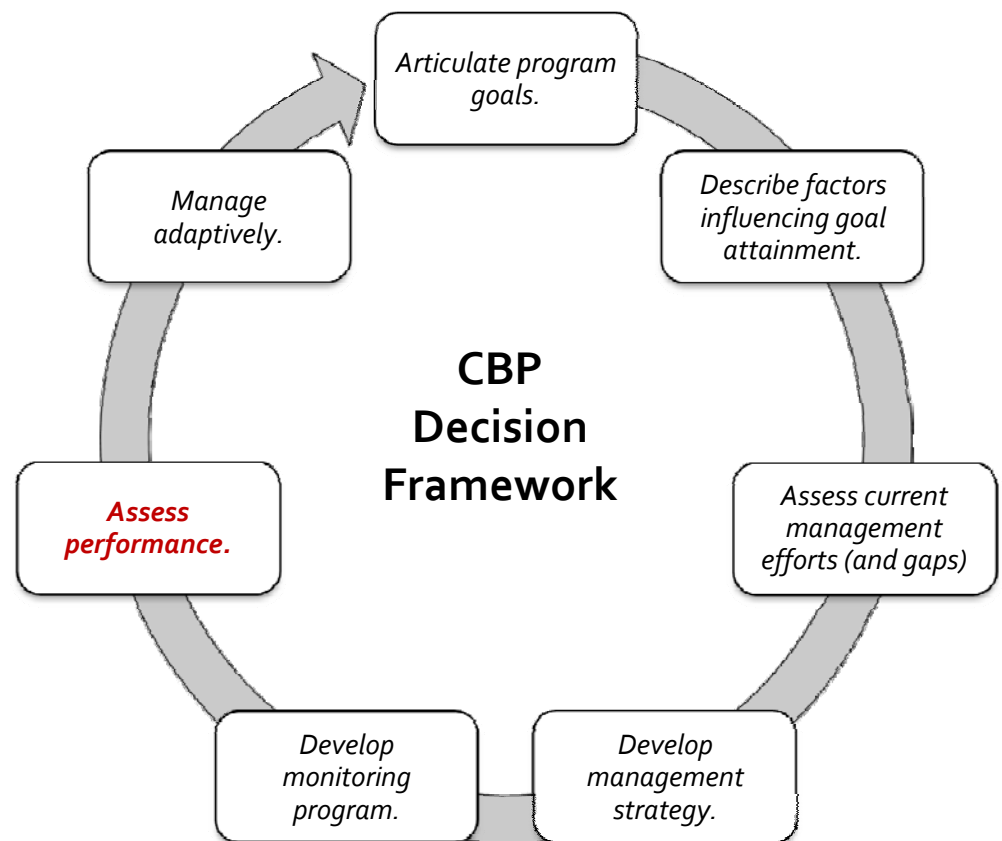 Articulate program
goals.
Describe factors
influencing goal
attainment.
Assess current
management
efforts (and gaps)
Develop
management
strategy.
Develop
monitoring
program.
Assess
performance.
Manage
adaptively.
CBP
Decision
Framework